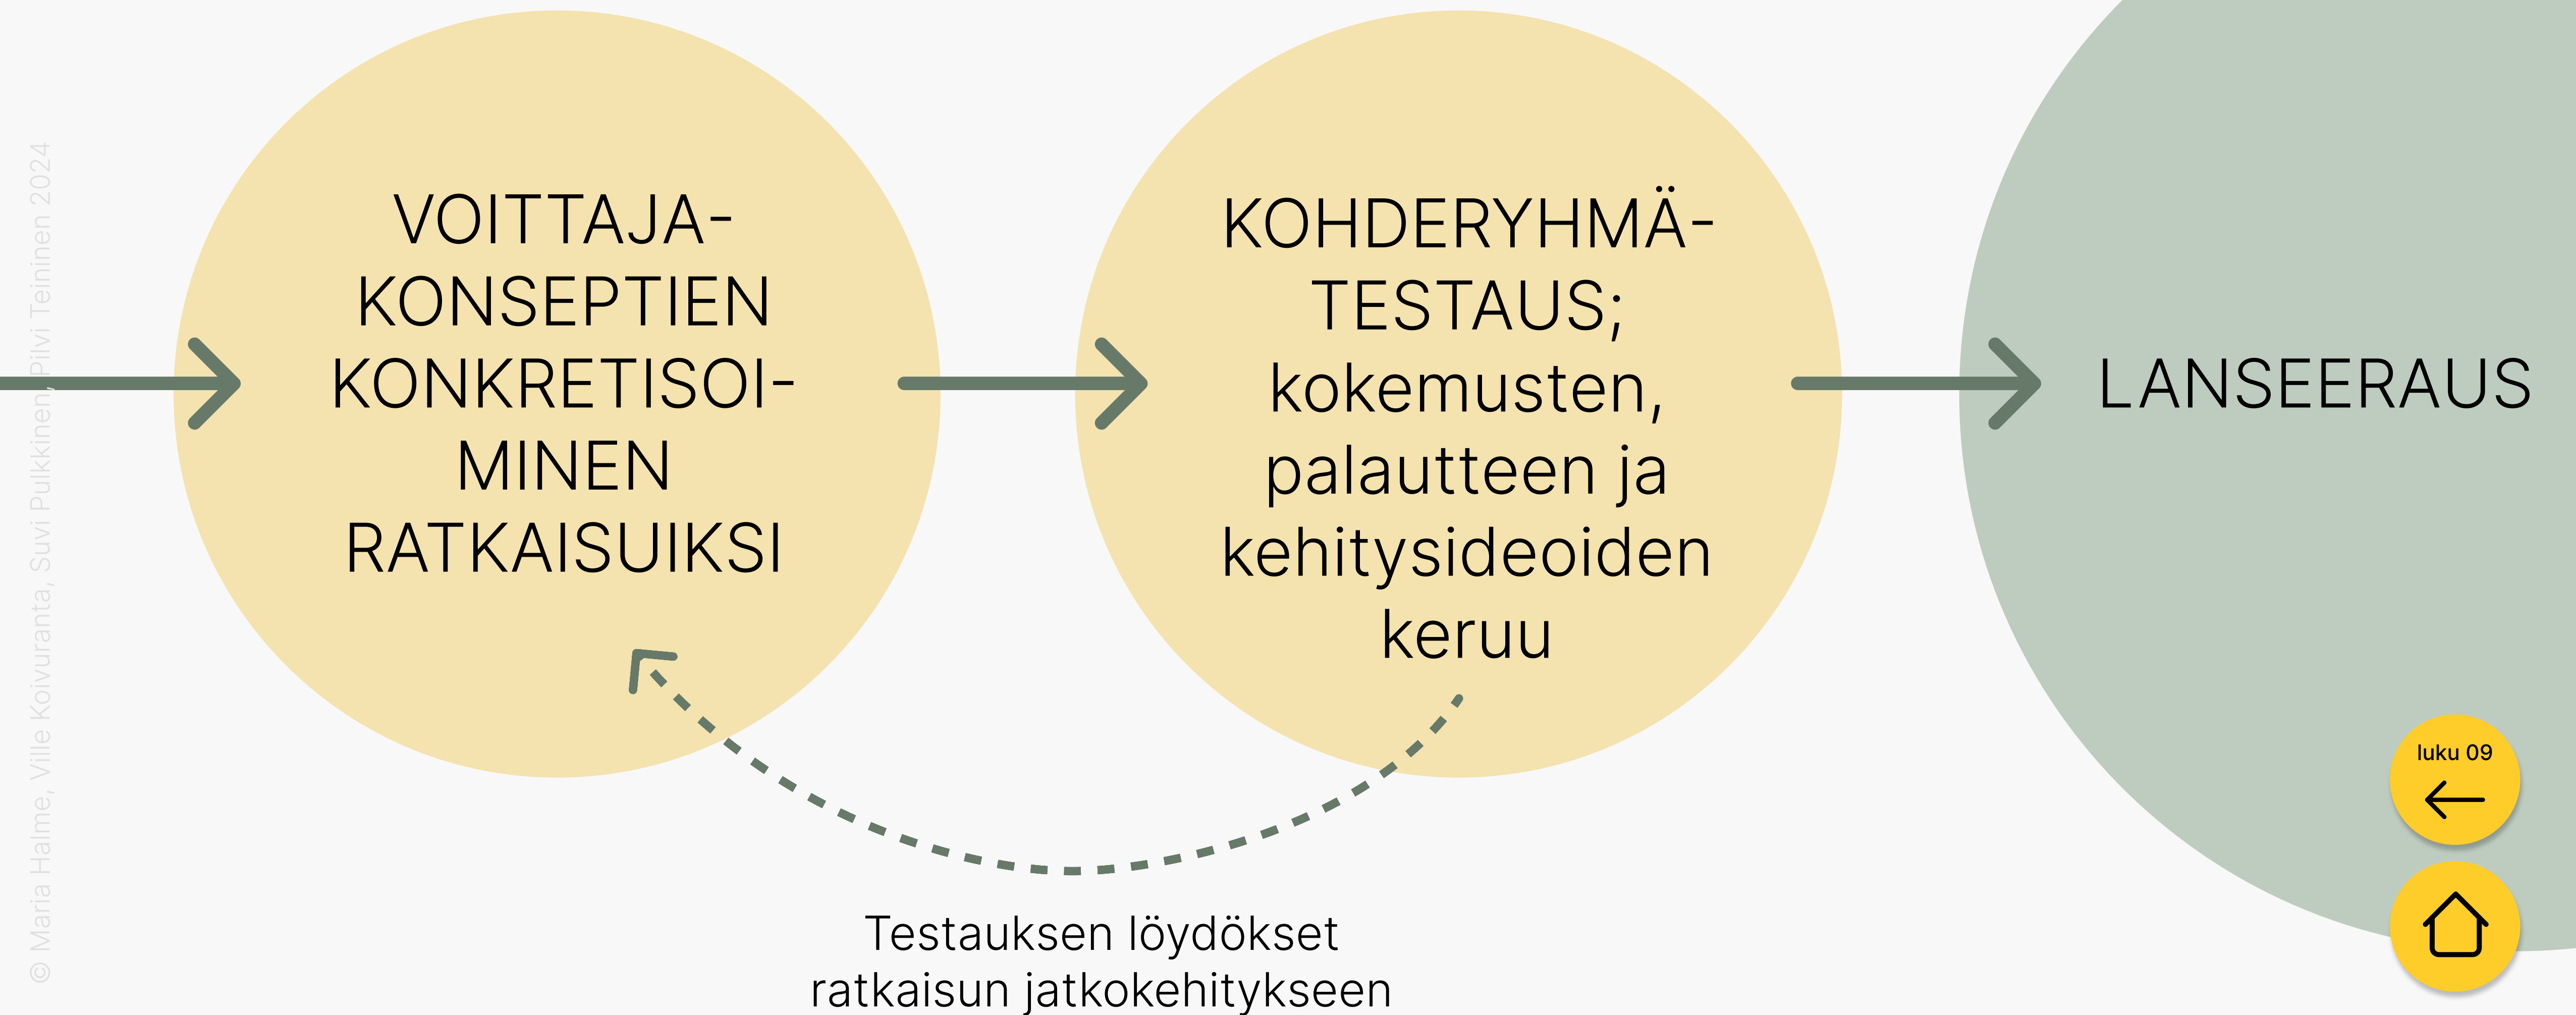 VOITTAJA-
KONSEPTIEN
KONKRETISOI-
MINEN
RATKAISUIKSI
KOHDERYHMÄ-
TESTAUS;
kokemusten,
palautteen ja
kehitysideoiden
keruu
LANSEERAUS
Testauksen löydökset
ratkaisun jatkokehitykseen
luku 09
© Maria Halme, Ville Koivuranta, Suvi Pulkkinen, Pilvi Teininen 2024